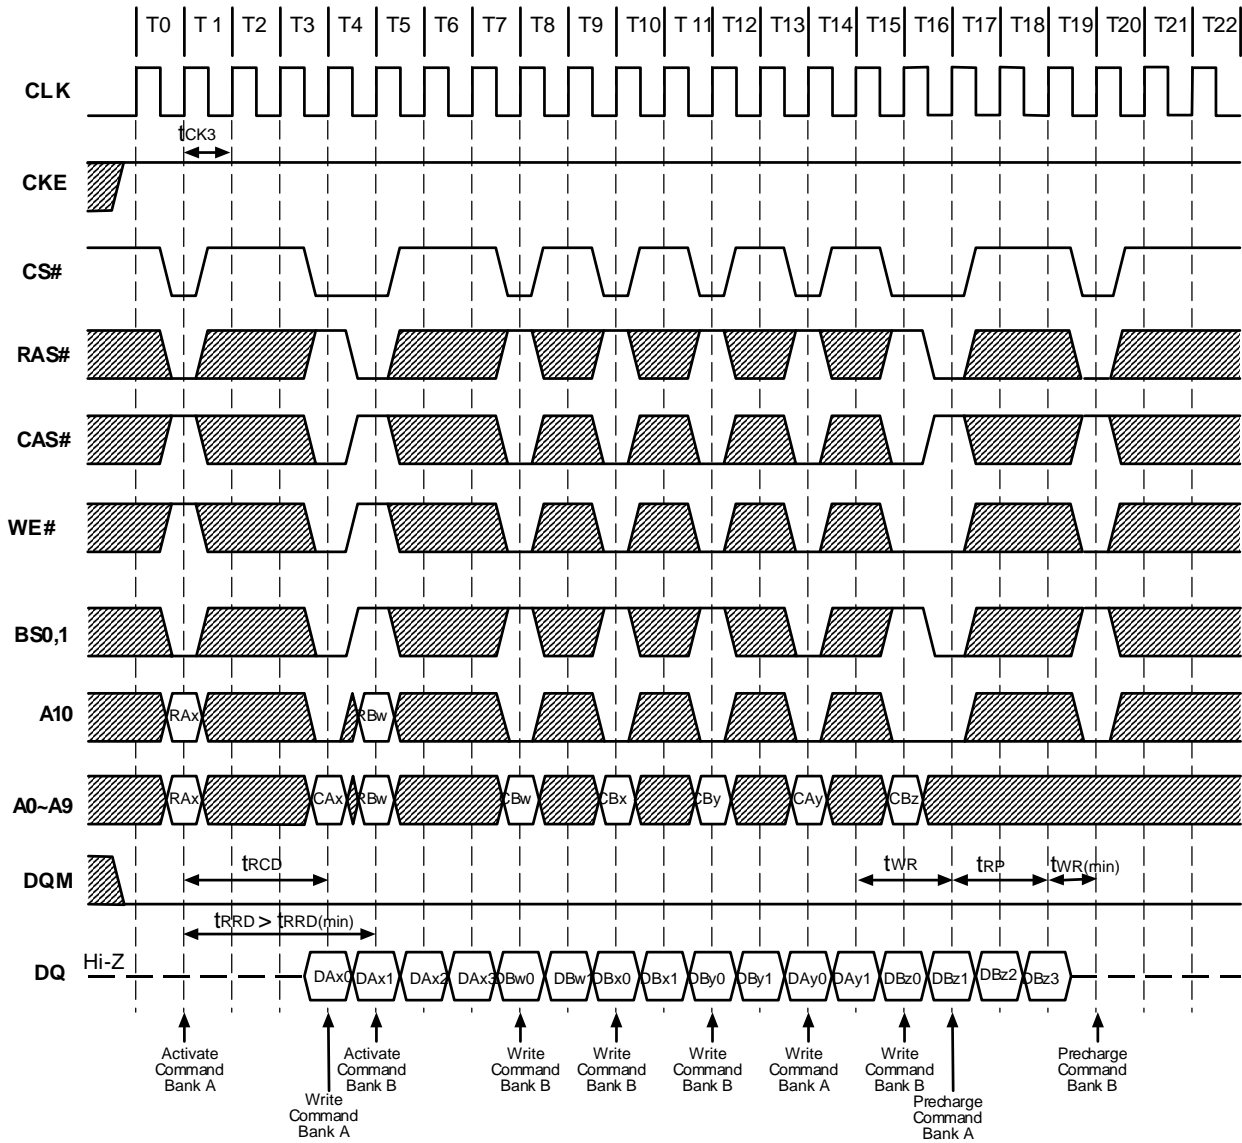 T0 T 1 T2 T3 T4 T5 T6 T7 T8 T9 T10 T 11 T12 T13 T14 T15 T16 T17 T18 T19 T20 T21 T22
CLK
tCK3
CKE
CS#
RAS#
CAS#
WE#
BS0,1
A10
RAx RBw
A0~A9
RAx CAx RBw CBw CBx CBy CAy CBz
DQM
tRCD tWR tRP tWR(min)
tRRD > tRRD(min)
DQ
Hi-Z
DAx0 DAx1 DAx2 DAx3 DBw0 DBw1 DBx0 DBx1 DBy0 DBy1 DAy0 DAy1 DBz0 DBz1 DBz2 DBz3
Activate
Command
Bank A
Write
Command
Bank A
Activate
Command
Bank B
Write
Command
Bank B
Write
Command
Bank B
Write
Command
Bank B
Write
Command
Bank A
Write
Command
Bank B
Precharge
Command
Bank A
Precharge
Command
Bank B